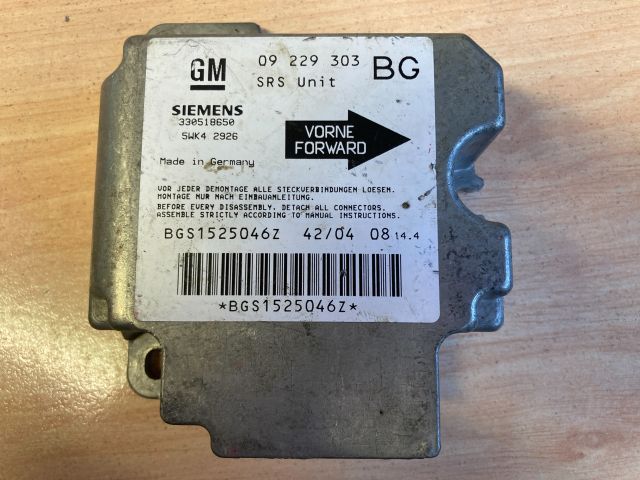 GM 09 229 303 BG
SRS Unit
SIEMENS
330518650
5WK4 2926
VORNE
FORWARD
Made in Germany
VOR JEDER DEMONTAGE ALLE STECKVERBINDUNGEN LOESEN.
MONTAGE NUR NACH EINBAUANLEITUNG.
BEFORE EVERY DISASSEMBLY, DETACH ALL CONNECTORS.
ASSEMBLE STRICTLY ACCORDING TO MANUAL INSTRUCTIONS.
BGS1525046Z 42/04 08 14.4
*BGS1525046Z*